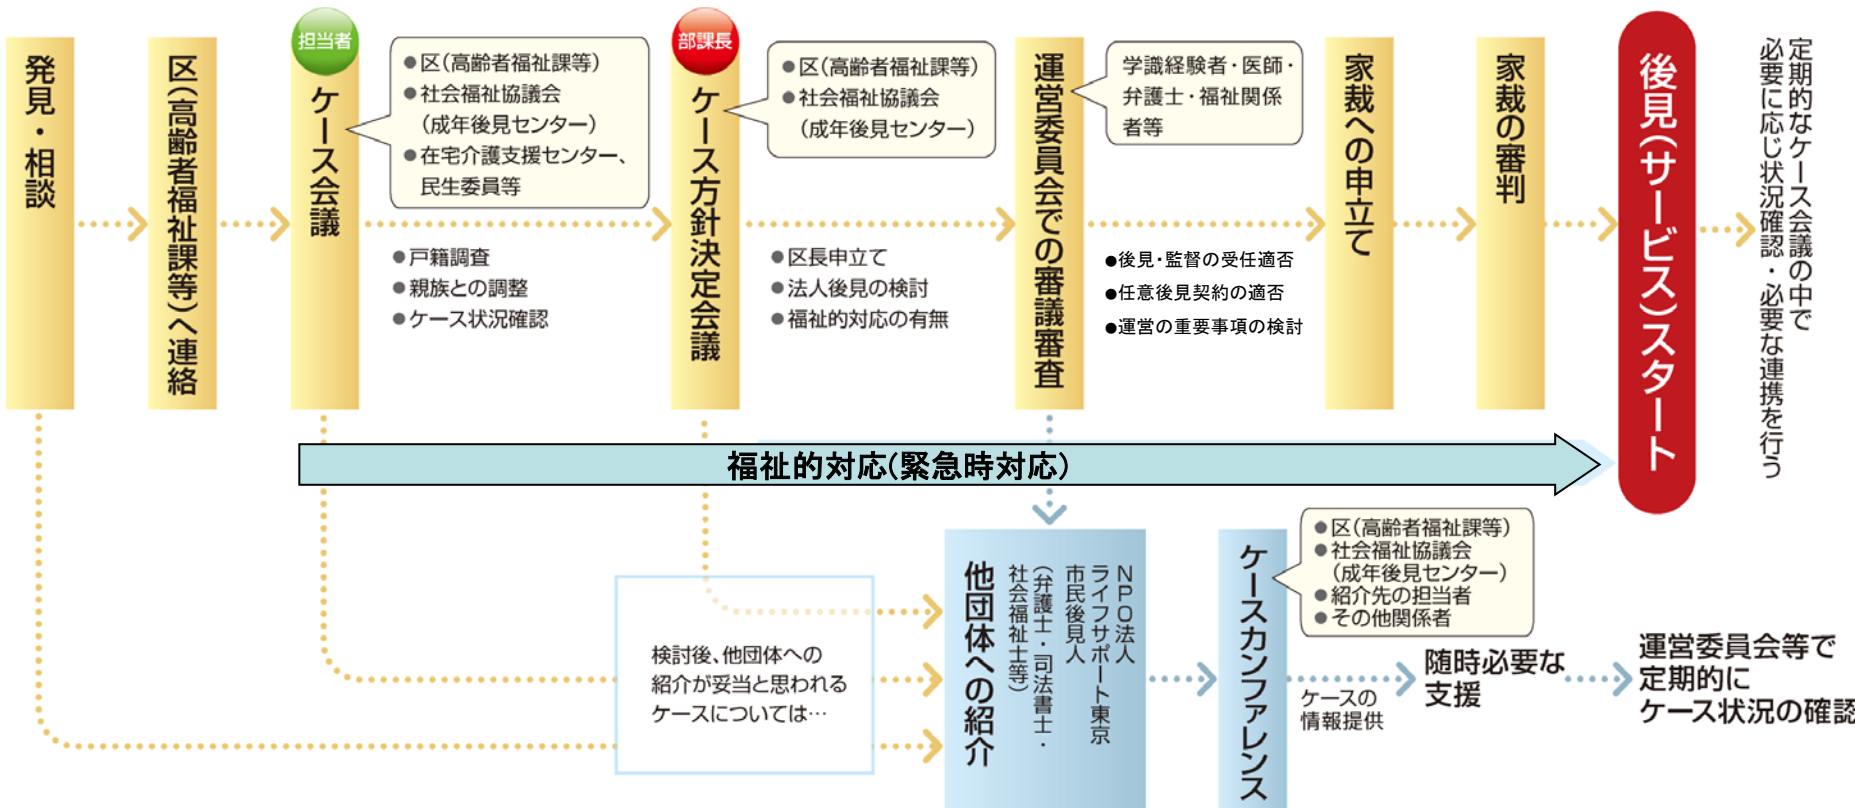 発見・相談
区(高齢者福祉課等)へ連絡
担当者
ケース会議
●区(高齢者福祉課等)
●社会福祉協議会
(成年後見センター)
●在宅介護支援センター、
民生委員等
●戸籍調査
●親族との調整
●ケース状況確認
部課長
ケース方針決定会議
●区(高齢者福祉課等)
●社会福祉協議会
(成年後見センター)
●区長申立て
●法人後見の検討
●福祉的対応の有無
運営委員会での審議審査
学識経験者・医師・
弁護士・福祉関係
者等
●後見・監督の受任適否
●任意後見契約の適否
●運営の重要事項の検討
家裁への申立て
家裁の審判
後見(サービス)スタート
定期的なケース会議の中で
必要に応じ状況確認・必要な連携を行う
福祉的対応(緊急時対応)
検討後、他団体への
紹介が妥当と思われる
ケースについては…
他団体への紹介
NPO法人
ライフサポート東京
市民後見人
(弁護士・司法書士・
社会福祉士等)
ケースカンファレンス
●区(高齢者福祉課等)
●社会福祉協議会
(成年後見センター)
●紹介先の担当者
●その他関係者
ケースの
情報提供
随時必要な
支援
運営委員会等で
定期的に
ケース状況の確認